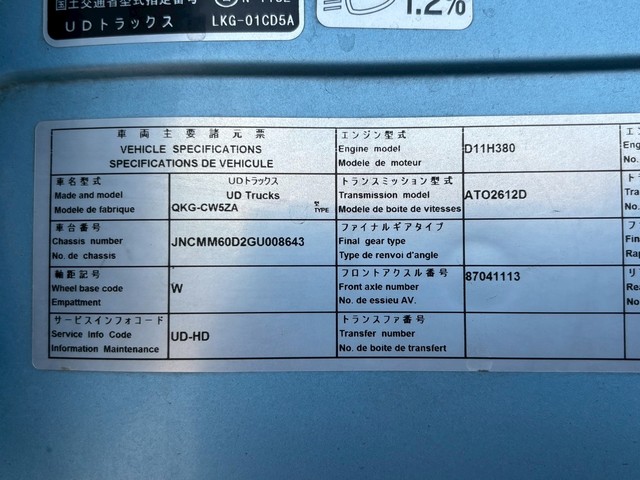 国土交通省型式指定番号
UDトラックス LKG-01CD5A
1.2%
車両主要諸元票
VEHICLE SPECIFICATIONS
SPECIFICATIONS DE VEHICULE
エンジン型式
Engine model
Modele de moteur
D11H380
車名型式
Made and model
Modele de fabrique
UDトラックス
UD Trucks
QKG-CW5ZA
型
TYPE
トランスミッション型式
Transmission model
Modele de boite de vitesses
ATO2612D
車台番号
Chassis number
No. de chassis
JNCMM60D2GU008643
ファイナルギアタイプ
Final gear type
Type de renvoi d'angle
軸距記号
Wheel base code
Empattment
W
フロントアクスル番号
Front axle number
No. de essieu AV.
87041113
サービスインフォコード
Service Info Code
Information Maintenance
UD-HD
トランスファ番号
Transfer number
No. de boite de transfert